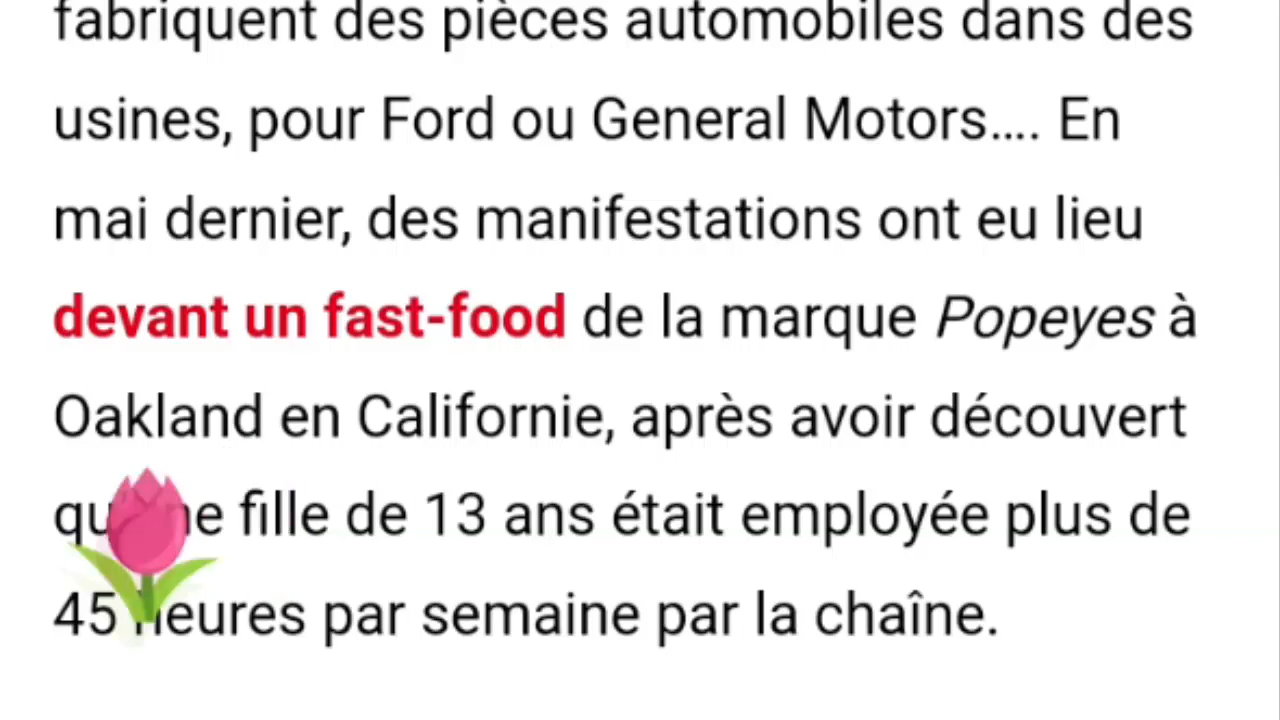 fabriquent des pièces automobiles dans des
usines, pour Ford ou General Motors.... En
mai dernier, des manifestations ont eu lieu
devant un fast-food de la marque Popeyes à
Oakland en Californie, après avoir découvert
fille de 13 ans était employée plus de
45 heures par semaine par la chaîne.